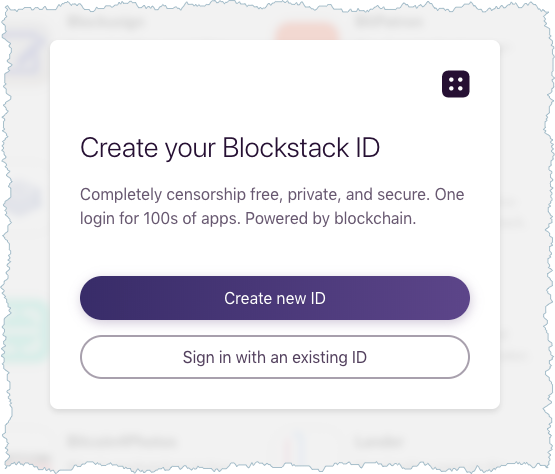 Create your Blockstack ID
Completely censorship free, private, and secure. One
login for 100s of apps. Powered by blockchain.
Create new ID
Sign in with an existing ID